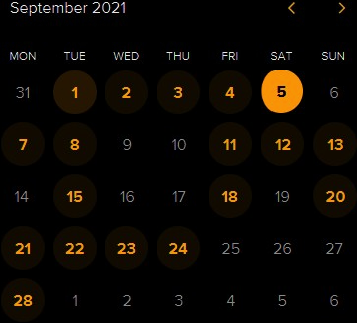 September 2021
MON TUE WED THU FRI SAT SUN
31 1 2 3 4 5 6
7 8 9 10 11 12 13
14 15 16 17 18 19 20
21 22 23 24 25 26 27
28 1 2 3 4 5 6